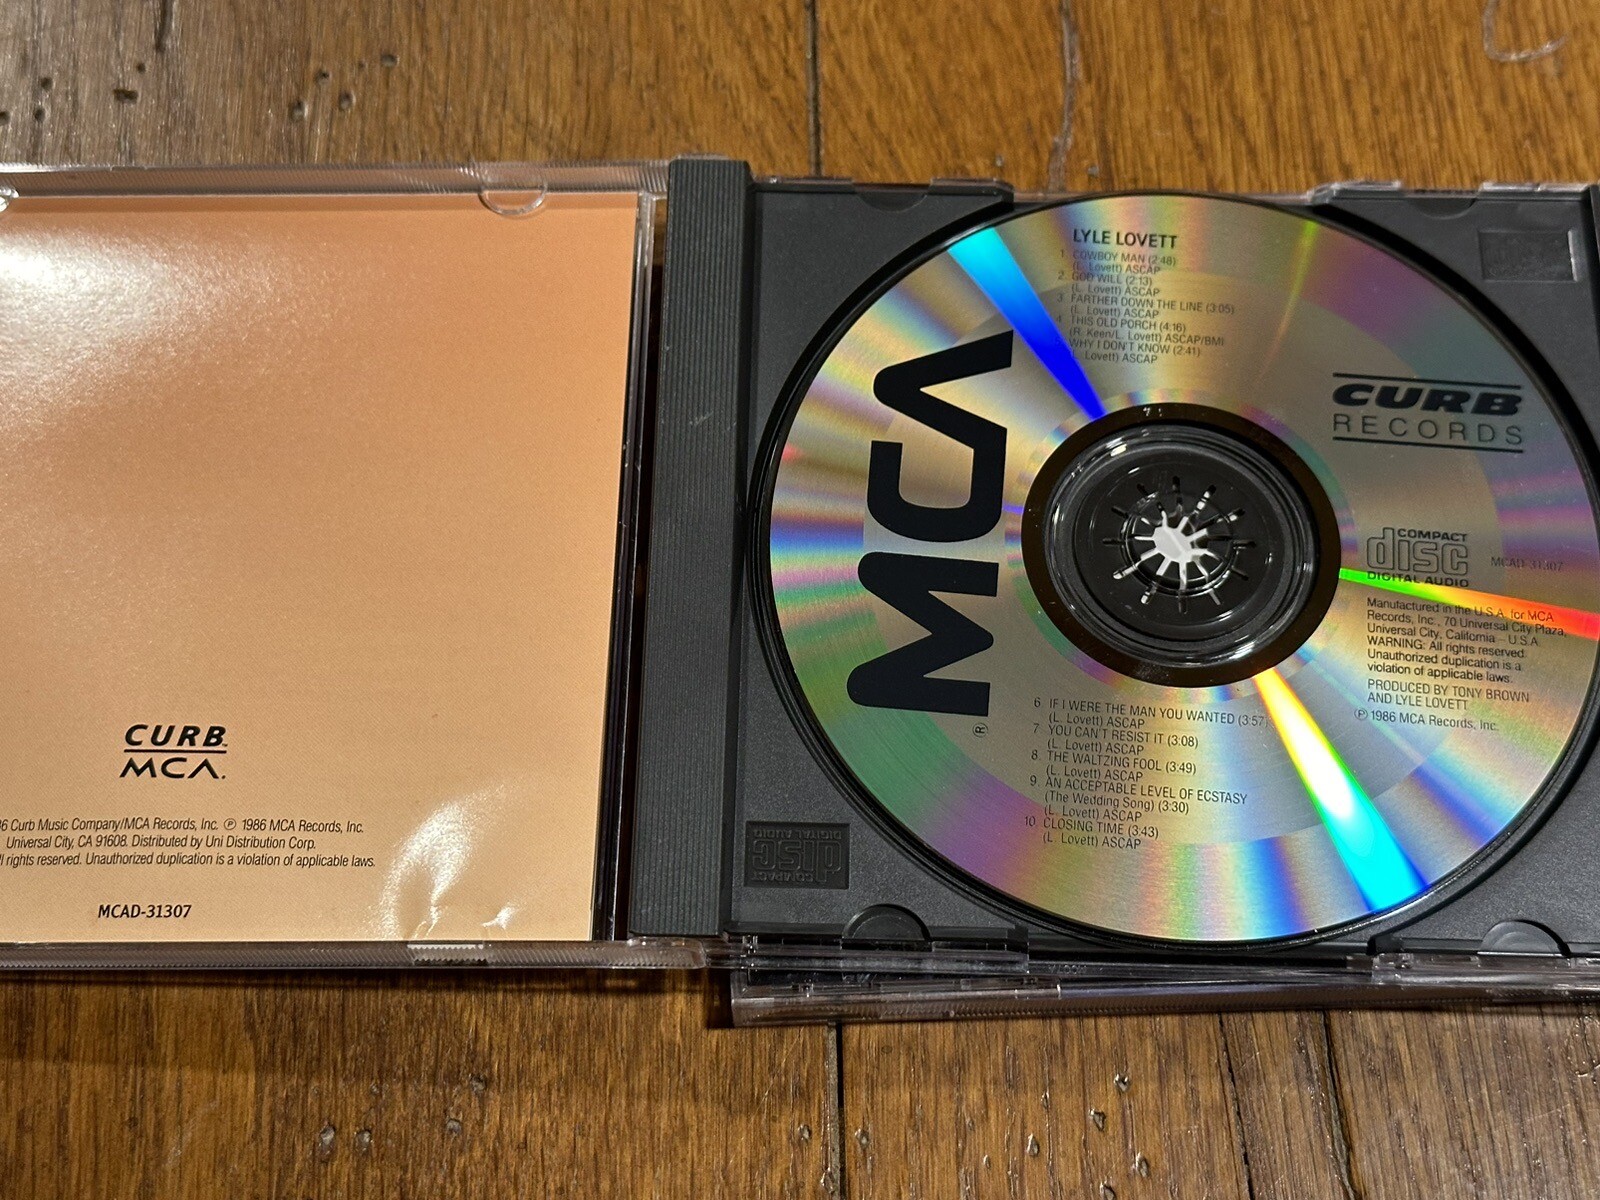 CURB™
MCA®
6 Curb Music Company/MCA Records, Inc. ℗ 1986 MCA Records, Inc.
Universal City, CA 91608. Distributed by Uni Distribution Corp.
ll rights reserved. Unauthorized duplication is a violation of applicable laws.
MCAD-31307
COMPACT
disc
DIGITAL AUDIO
MCA®
LYLE LOVETT
1. COWBOY MAN (2:48)
(L. Lovett) ASCAP
2. GOD WILL (2:13)
(L. Lovett) ASCAP
3. FARTHER DOWN THE LINE (3:05)
(L. Lovett) ASCAP
4. THIS OLD PORCH (4:16)
(R. Keen/L. Lovett) ASCAP/BMI
5. WHY I DON'T KNOW (2:41)
(L. Lovett) ASCAP
CURB
RECORDS
COMPACT
disc
DIGITAL AUDIO
MCAD-31307
Manufactured in the U.S.A. for MCA
Records, Inc., 70 Universal City Plaza,
Universal City, California – U.S.A.
WARNING: All rights reserved.
Unauthorized duplication is a
violation of applicable laws.
PRODUCED BY TONY BROWN
AND LYLE LOVETT
℗ 1986 MCA Records, Inc.
6 IF I WERE THE MAN YOU WANTED (3:57)
(L. Lovett) ASCAP
7. YOU CAN'T RESIST IT (3:08)
(L. Lovett) ASCAP
8. THE WALTZING FOOL (3:49)
(L. Lovett) ASCAP
9. AN ACCEPTABLE LEVEL OF ECSTASY
(The Wedding Song) (3:30)
(L. Lovett) ASCAP
10. CLOSING TIME (3:43)
(L. Lovett) ASCAP